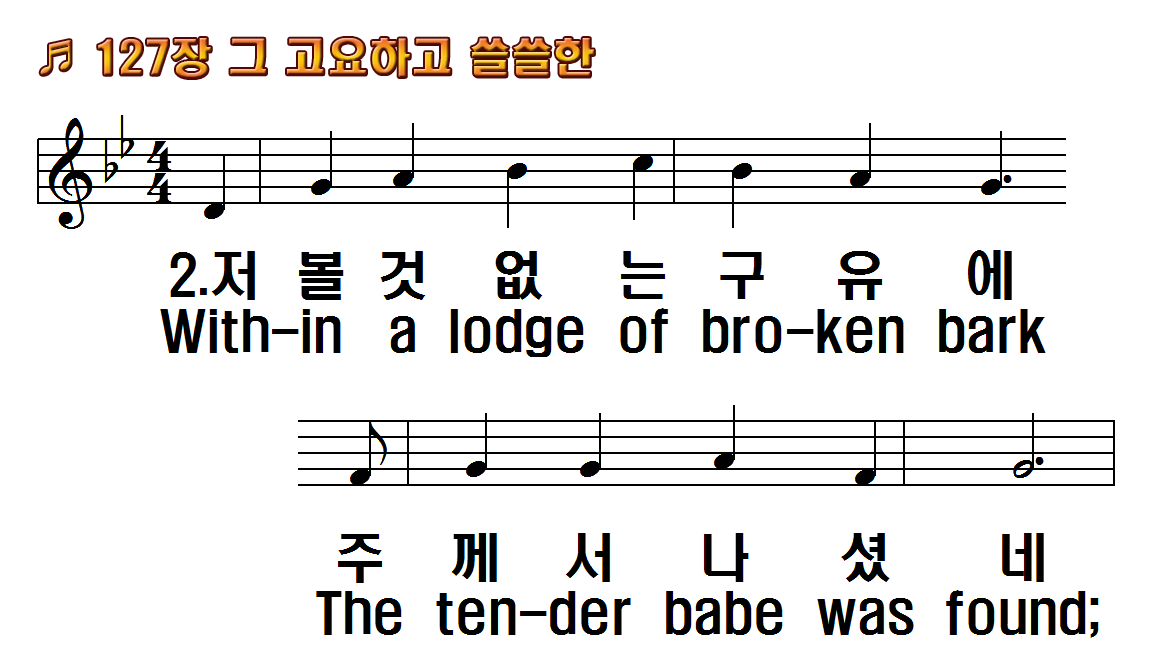 ♬ 127장 그 고요하고 쓸쓸한
2.저 볼 것 없 는 구 유 에
With-in a lodge of bro-ken bark
주 께 서 나 셨 네
The ten-der babe was found;